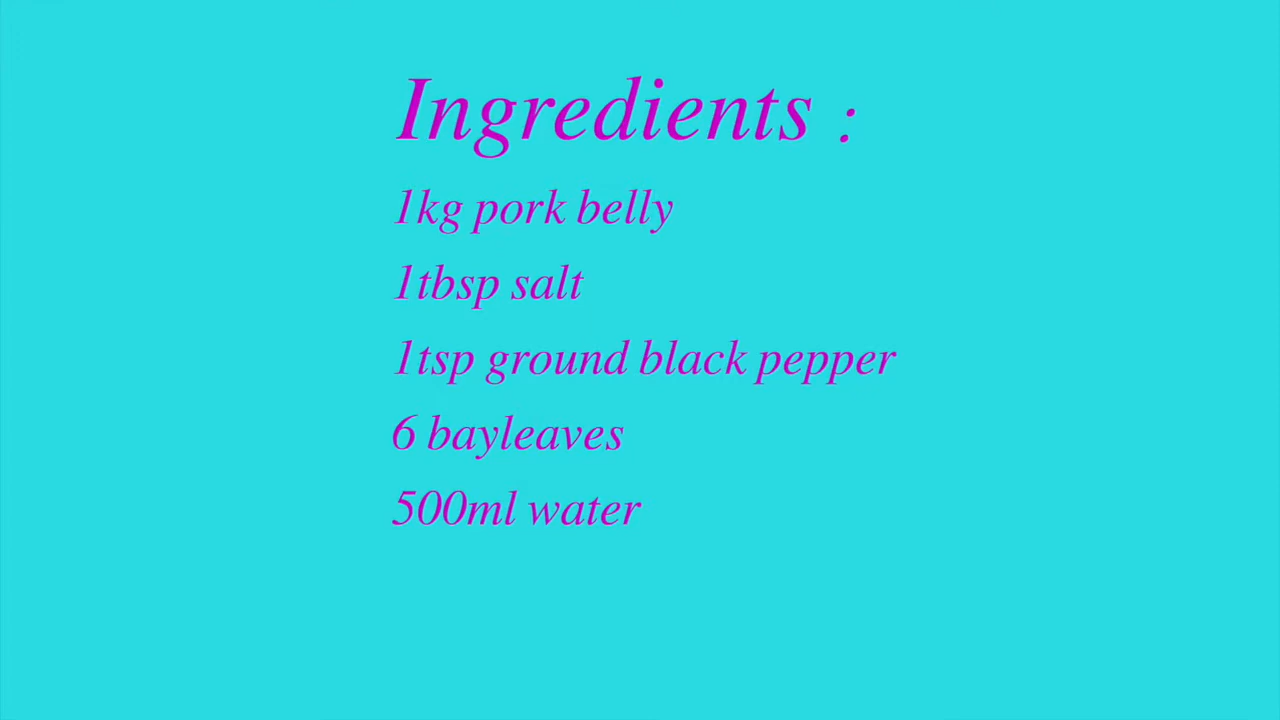 Ingredients :
1kg pork belly
1tbsp salt
1tsp ground black pepper
6 bayleaves
500ml water